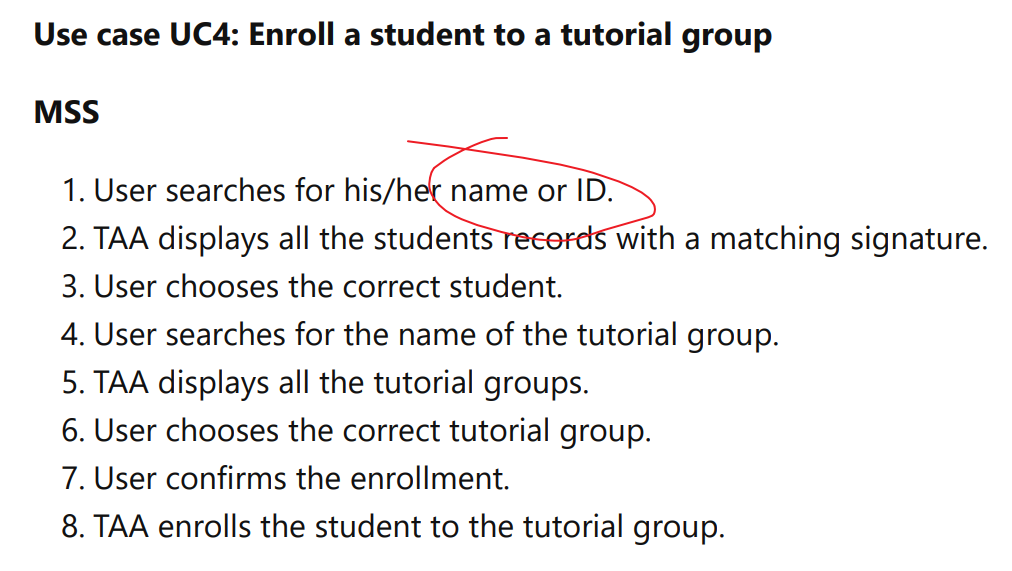 Use case UC4: Enroll a student to a tutorial group
MSS
1. User searches for his/her name or ID.
2. TAA displays all the students records with a matching signature.
3. User chooses the correct student.
4. User searches for the name of the tutorial group.
5. TAA displays all the tutorial groups.
6. User chooses the correct tutorial group.
7. User confirms the enrollment.
8. TAA enrolls the student to the tutorial group.